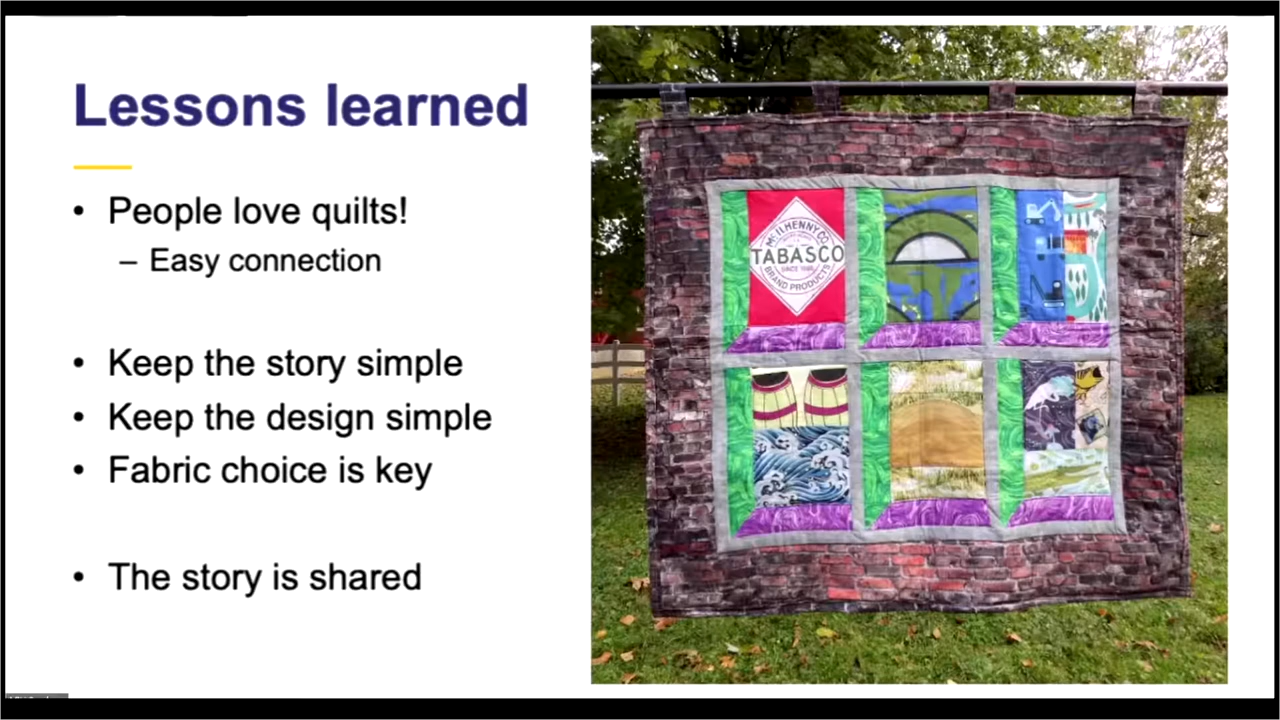 Lessons learned
• People love quilts!
– Easy connection
• Keep the story simple
• Keep the design simple
• Fabric choice is key
• The story is shared
McILHENNY CO.
TABASCO
BRAND PRODUCTS